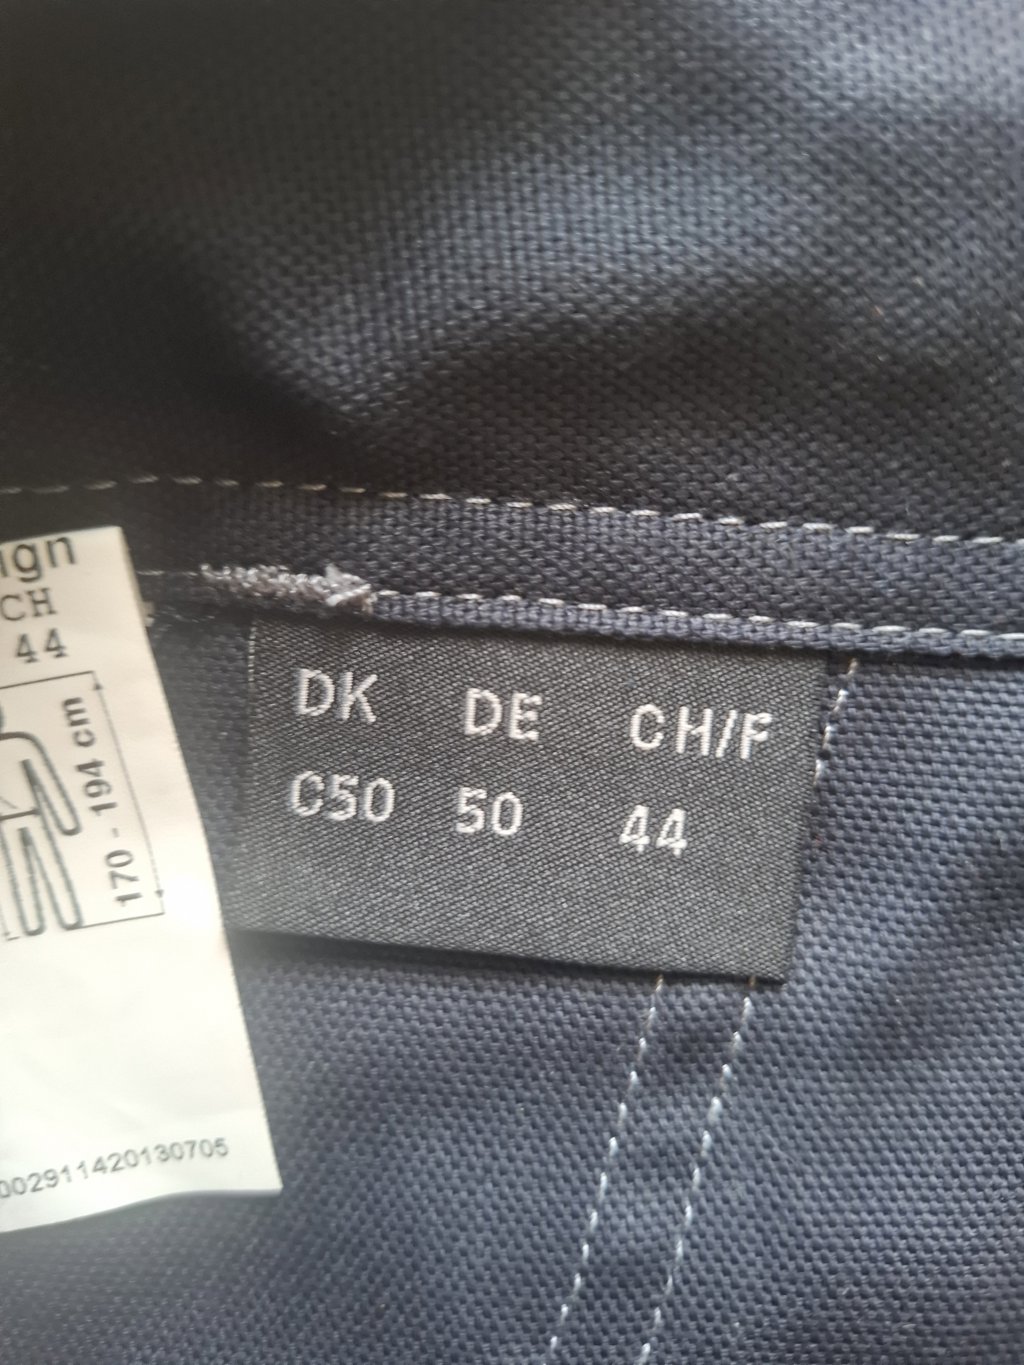 ign
CH
44
170 - 194 cm
002911420130705
DK DE CH/F
C50 50 44